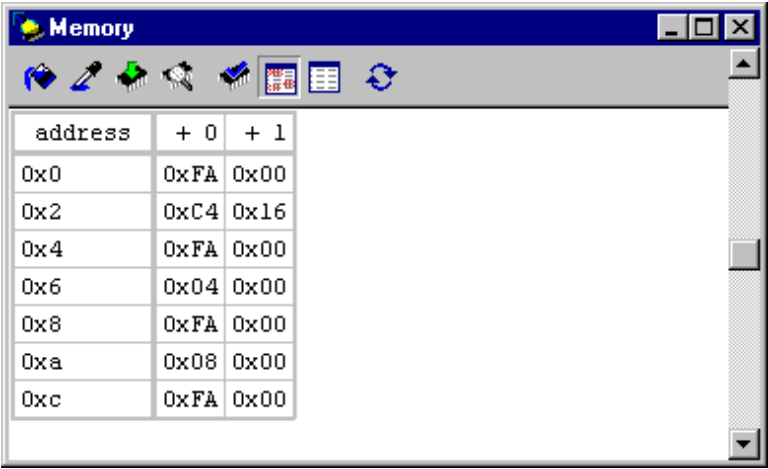 Memory
address + 0 + 1
0x0 0xFA 0x00
0x2 0xC4 0x16
0x4 0xFA 0x00
0x6 0x04 0x00
0x8 0xFA 0x00
0xa 0x08 0x00
0xc 0xFA 0x00